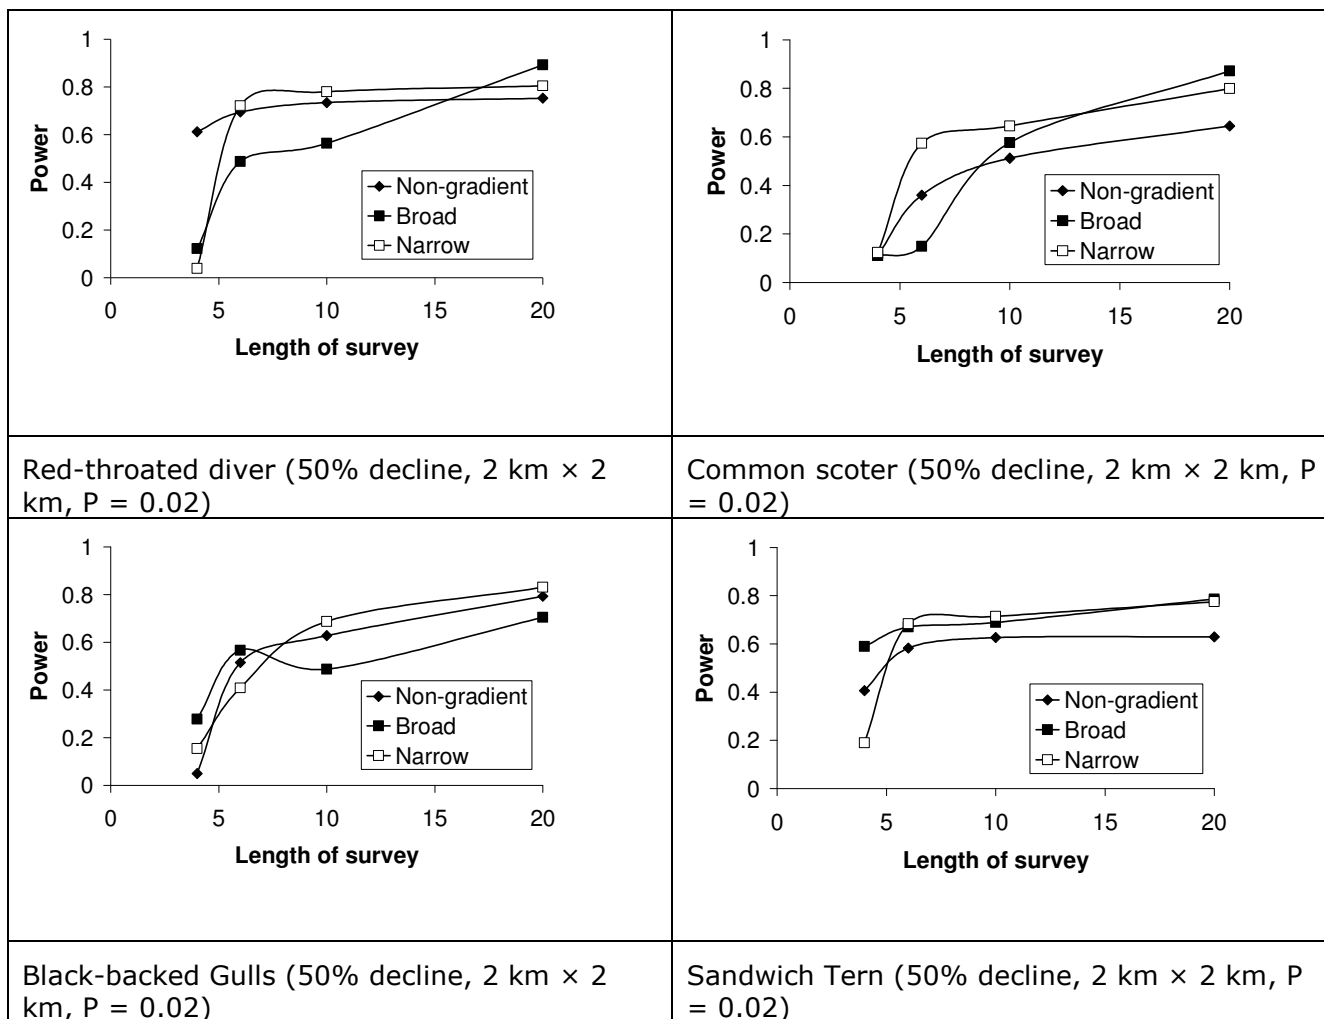 1
0.8
0.6
0.4
0.2
0
Power
Non-gradient
Broad
Narrow
0 5 10 15 20
Length of survey
1
0.8
0.6
0.4
0.2
0
Power
Non-gradient
Broad
Narrow
0 5 10 15 20
Length of survey
Red-throated diver (50% decline, 2 km × 2
km, P = 0.02)
Common scoter (50% decline, 2 km × 2 km, P
= 0.02)
1
0.8
0.6
0.4
0.2
0
Power
Non-gradient
Broad
Narrow
0 5 10 15 20
Length of survey
1
0.8
0.6
0.4
0.2
0
Power
Non-gradient
Broad
Narrow
0 5 10 15 20
Length of survey
Black-backed Gulls (50% decline, 2 km × 2
km, P = 0.02)
Sandwich Tern (50% decline, 2 km × 2 km, P
= 0.02)